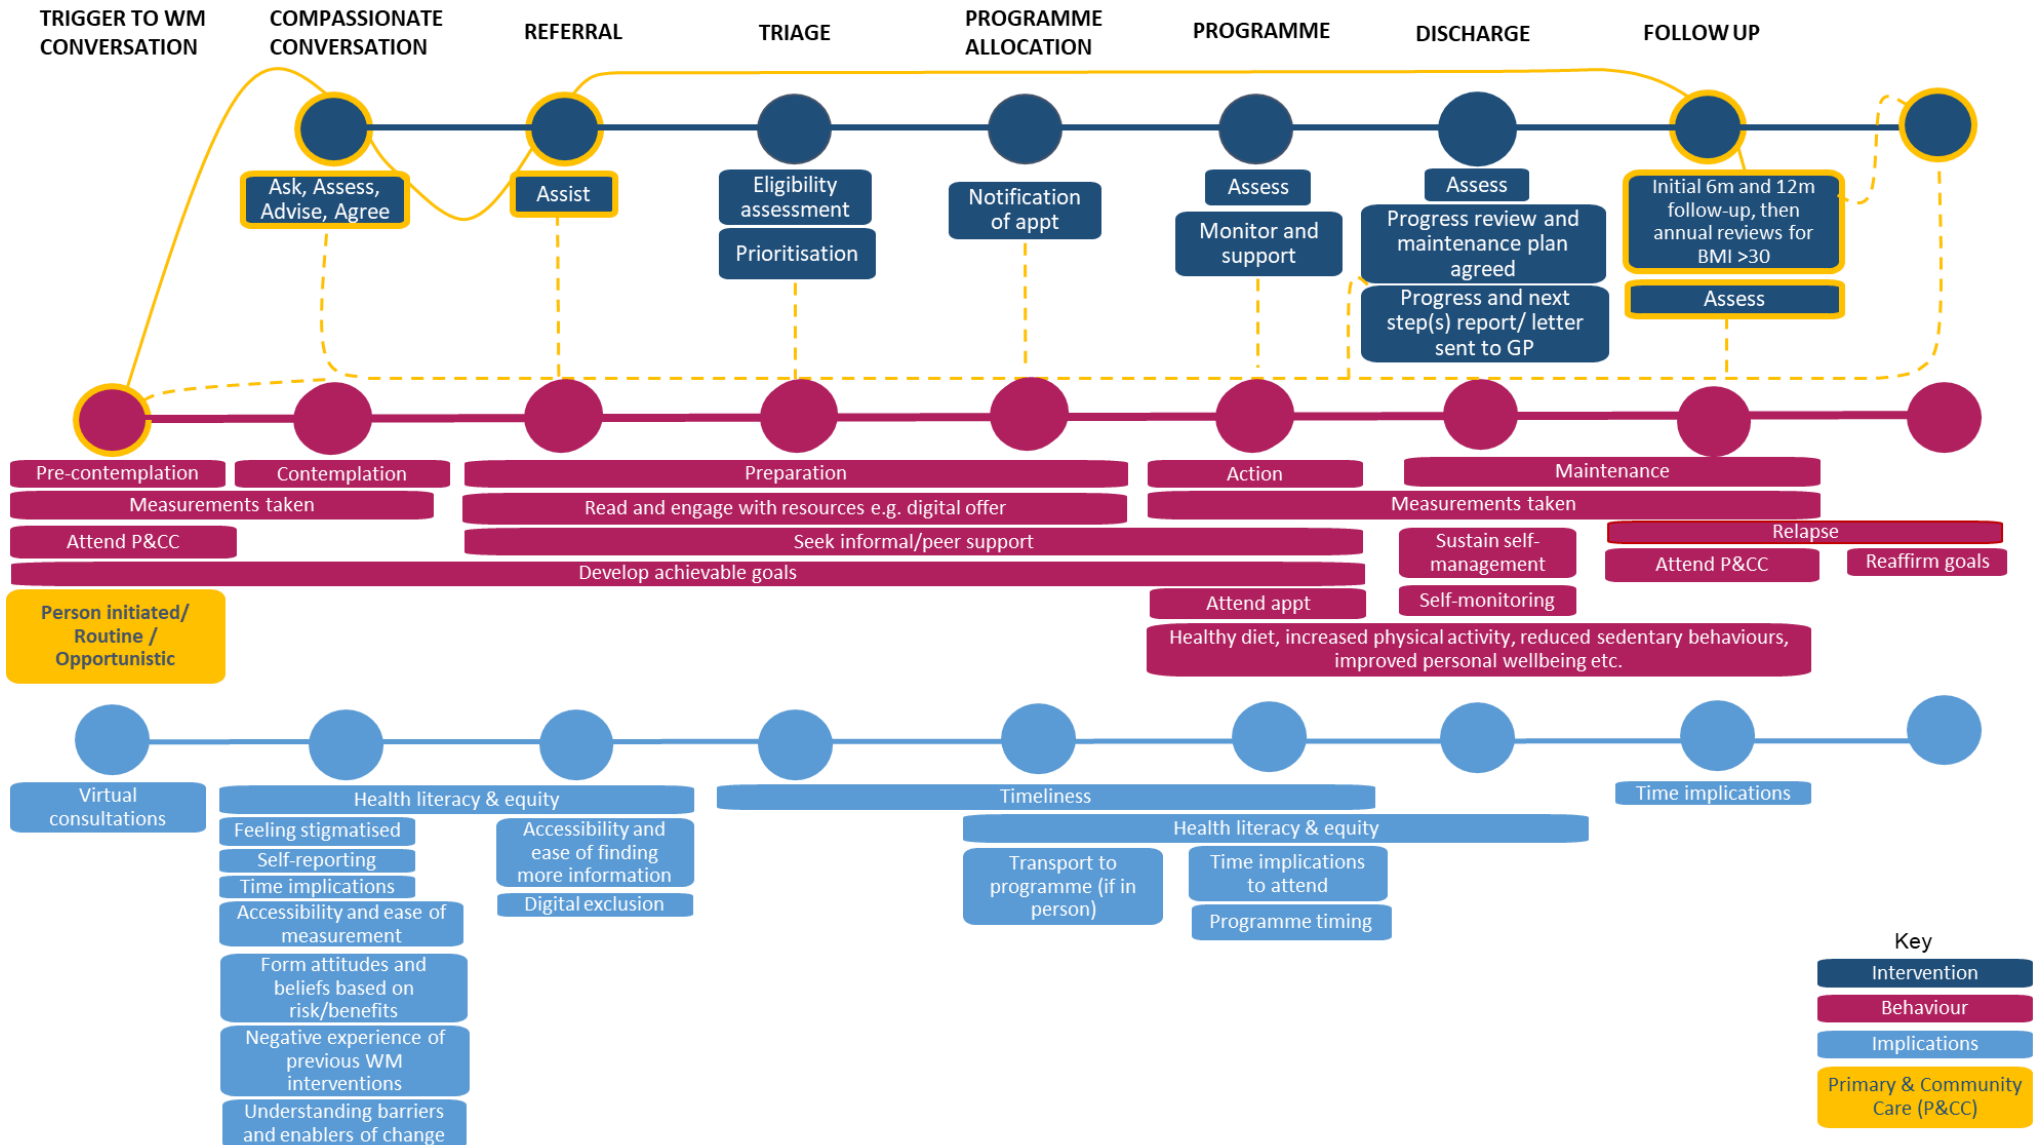 TRIGGER TO WM
CONVERSATION
COMPASSIONATE
CONVERSATION
REFERRAL
TRIAGE
PROGRAMME
ALLOCATION
PROGRAMME
DISCHARGE
FOLLOW UP
Ask, Assess,
Advise, Agree
Assist
Eligibility
assessment
Prioritisation
Notification
of appt
Assess
Monitor and
support
Assess
Progress review and
maintenance plan
agreed
Progress and next
step(s) report/ letter
sent to GP
Initial 6m and 12m
follow-up, then
annual reviews for
BMI >30
Assess
Pre-contemplation
Contemplation
Preparation
Action
Maintenance
Measurements taken
Read and engage with resources e.g. digital offer
Measurements taken
Attend P&CC
Seek informal/peer support
Sustain self-
management
Relapse
Attend P&CC
Reaffirm goals
Develop achievable goals
Attend appt
Self-monitoring
Person initiated/
Routine /
Opportunistic
Healthy diet, increased physical activity, reduced sedentary behaviours,
improved personal wellbeing etc.
Virtual
consultations
Health literacy & equity
Feeling stigmatised
Self-reporting
Time implications
Accessibility and ease of
measurement
Form attitudes and
beliefs based on
risk/benefits
Negative experience of
previous WM
interventions
Understanding barriers
and enablers of change
Accessibility and
ease of finding
more information
Digital exclusion
Timeliness
Health literacy & equity
Transport to
programme (if in
person)
Time implications
to attend
Programme timing
Time implications
Key
Intervention
Behaviour
Implications
Primary & Community
Care (P&CC)